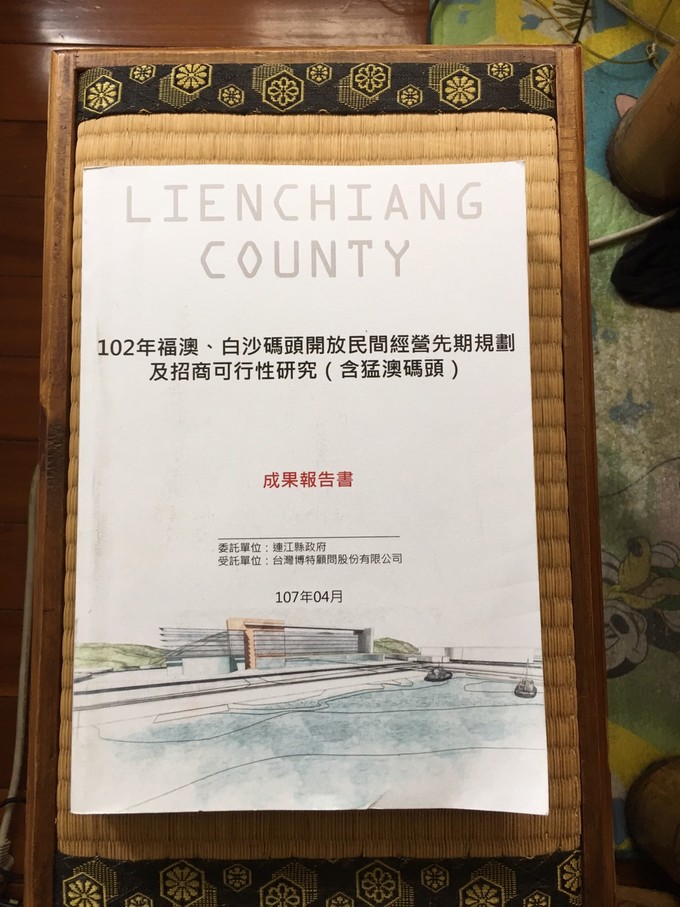 LIENCHIANG
COUNTY
102年福澳、白沙碼頭開放民間經營先期規劃
及招商可行性研究（含猛澳碼頭）
成果報告書
委託單位：連江縣政府
受託單位：台灣博特顧問股份有限公司
107年04月